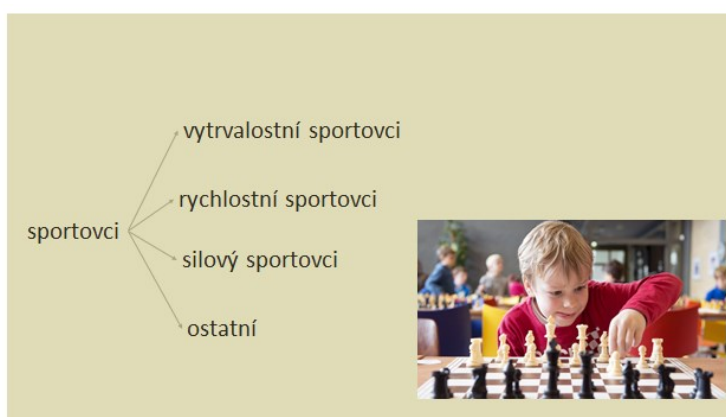 vytrvalostní sportovci
rychlostní sportovci
sportovci
silový sportovci
ostatní